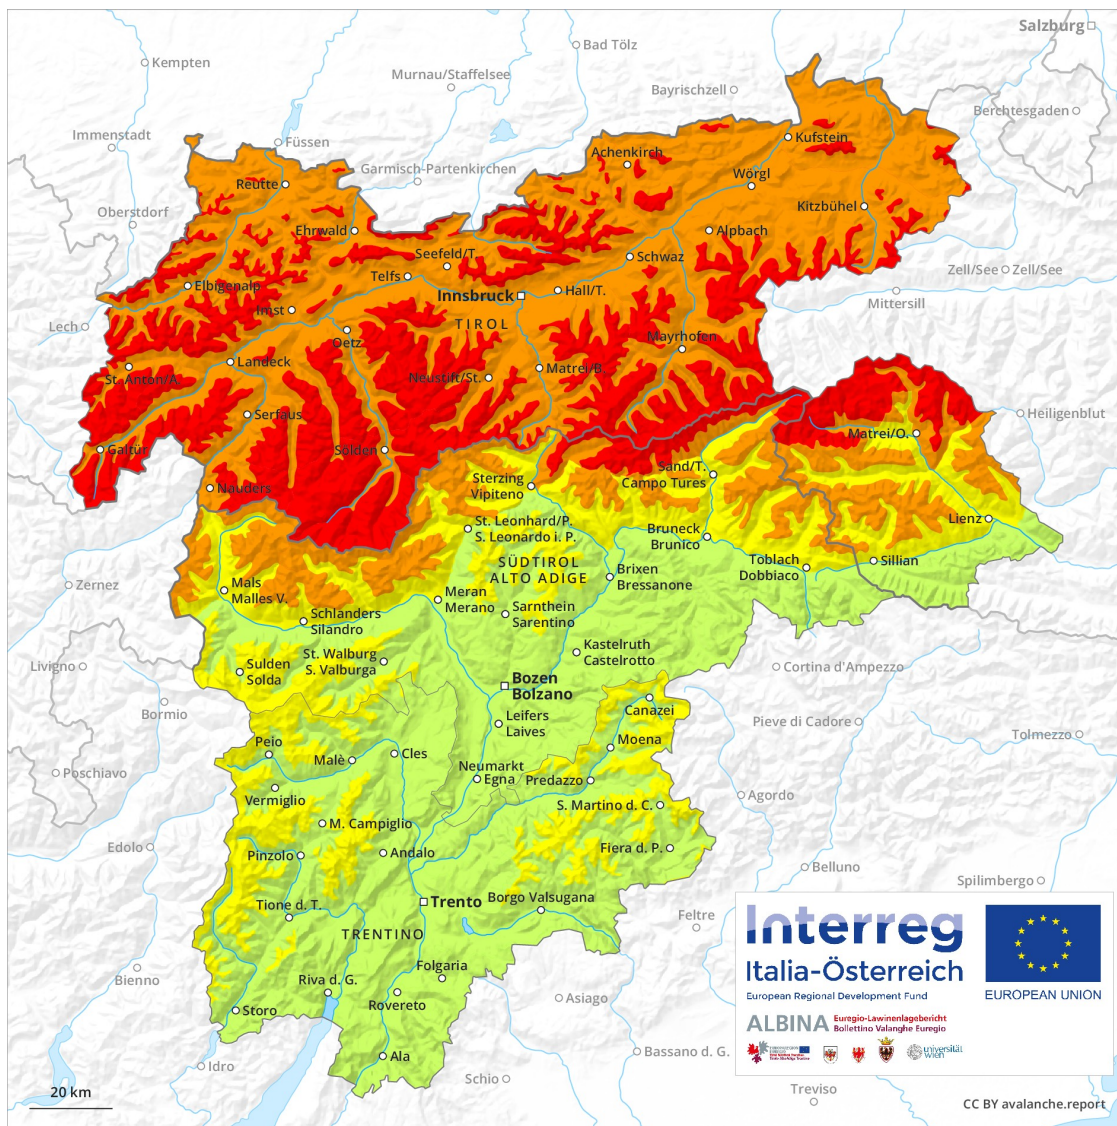 Salzburg
Bad Tölz
Kempten
Murnau/Staffelsee
Bayrischzell
Berchtesgaden
Immenstadt
Füssen
Kufstein
Achenkirch
Garmisch-Partenkirchen
Wörgl
Reutte
Kitzbühel
Oberstdorf
Ehrwald
Alpbach
Seefeld/T.
Schwaz
Telfs
Zell/See
Zell/See
Elbigenalp
Innsbruck
Hall/T.
Mittersill
Imst
TIROL
Lech
Oetz
Mayrhofen
Landeck
St. Anton/A.
Neustift/St.
Matrei/B.
Serfaus
Heiligenblut
Matrei/O.
Galtür
Sölden
Sand/T.
Campo Tures
Sterzing
Vipiteno
Nauders
Lienz
St. Leonhard/P.
S. Leonardo i. P.
Bruneck
Brunico
SÜDTIROL
ALTO ADIGE
Toblach
Dobbiaco
Sillian
Brixen
Bressanone
Zernez
Mals
Malles V.
Meran
Merano
Sarnthein
Sarentino
Schlanders
Silandro
Kastelruth
Castelrotto
Livigno
St. Walburg
S. Valburga
Sulden
Solda
Cortina d'Ampezzo
Bozen
Bolzano
Bormio
Canazei
Leifers
Laives
Pieve di Cadore
Tolmezzo
Peio
Moena
Malè
Cles
Poschiavo
Neumarkt
Egna
Predazzo
Vermiglio
Agordo
S. Martino d. C.
M. Campiglio
Edolo
Pinzolo
Andalo
Fiera d. P.
Belluno
Spilimbergo
Tione d. T.
Trento
Borgo Valsugana
Feltre
TRENTINO
Folgaria
Bienno
Riva d. G.
Asiago
Storo
Rovereto
Bassano d. G.
Ala
Idro
Schio
Treviso
20 km
Interreg
Italia-Österreich
European Regional Development Fund
EUROPEAN UNION
ALBINA
Euregio-Lawinenlagebericht
Bollettino Valanghe Euregio
universität
wien
CC BY avalanche.report